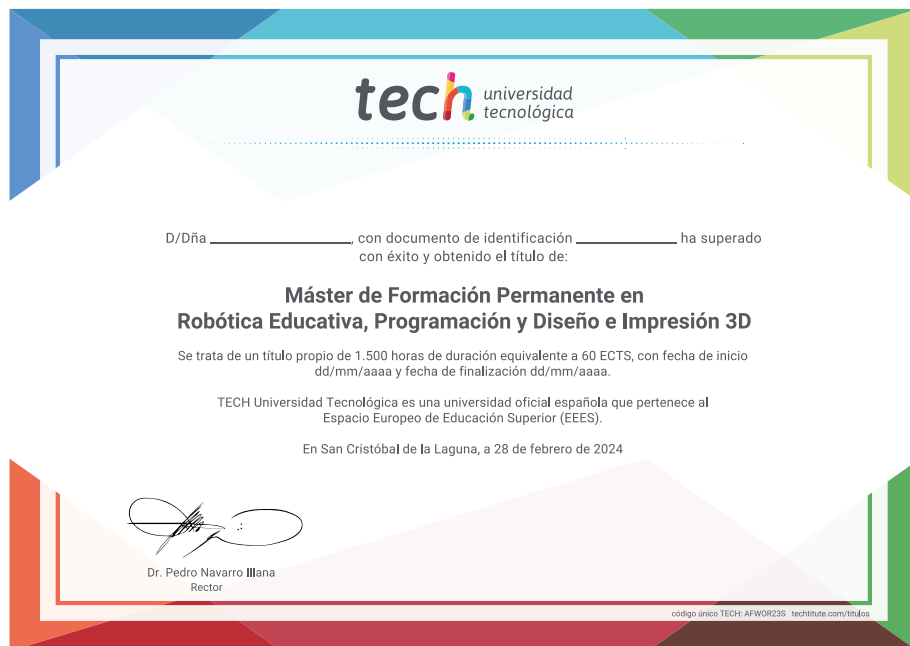 tech universidad
tecnológica
D/Dña ______________, con documento de identificación __________ ha superado
con éxito y obtenido el título de:
Máster de Formación Permanente en
Robótica Educativa, Programación y Diseño e Impresión 3D
Se trata de un título propio de 1.500 horas de duración equivalente a 60 ECTS, con fecha de inicio
dd/mm/aaaa y fecha de finalización dd/mm/aaaa.
TECH Universidad Tecnológica es una universidad oficial española que pertenece al
Espacio Europeo de Educación Superior (EEES).
En San Cristóbal de la Laguna, a 28 de febrero de 2024
Dr. Pedro Navarro Illana
Rector
código único TECH: AFWOR23S techtitute.com/titulos